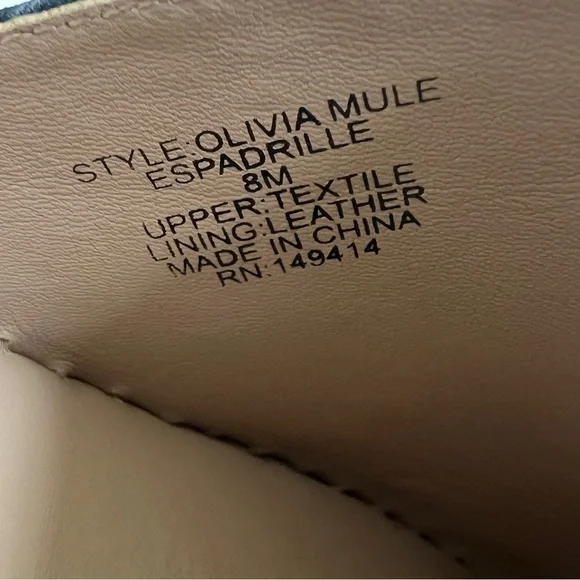 STYLE:OLIVIA MULE
ESPADRILLE
8M
UPPER:TEXTILE
LINING:LEATHER
MADE IN CHINA
RN:149414